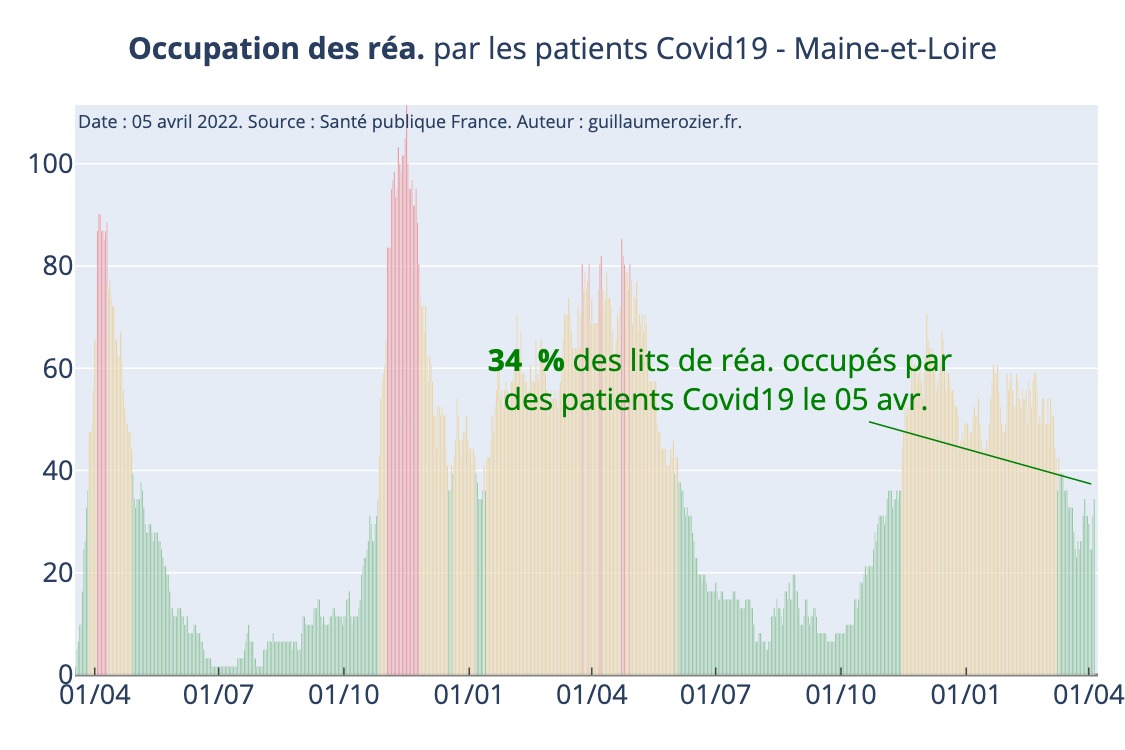 Occupation des réa. par les patients Covid19 - Maine-et-Loire
Date : 05 avril 2022. Source : Santé publique France. Auteur : guillaumerozier.fr.
100
80
60
40
20
0
34 % des lits de réa. occupés par
des patients Covid19 le 05 avr.
01/04 01/07 01/10 01/01 01/04 01/07 01/10 01/01 01/04